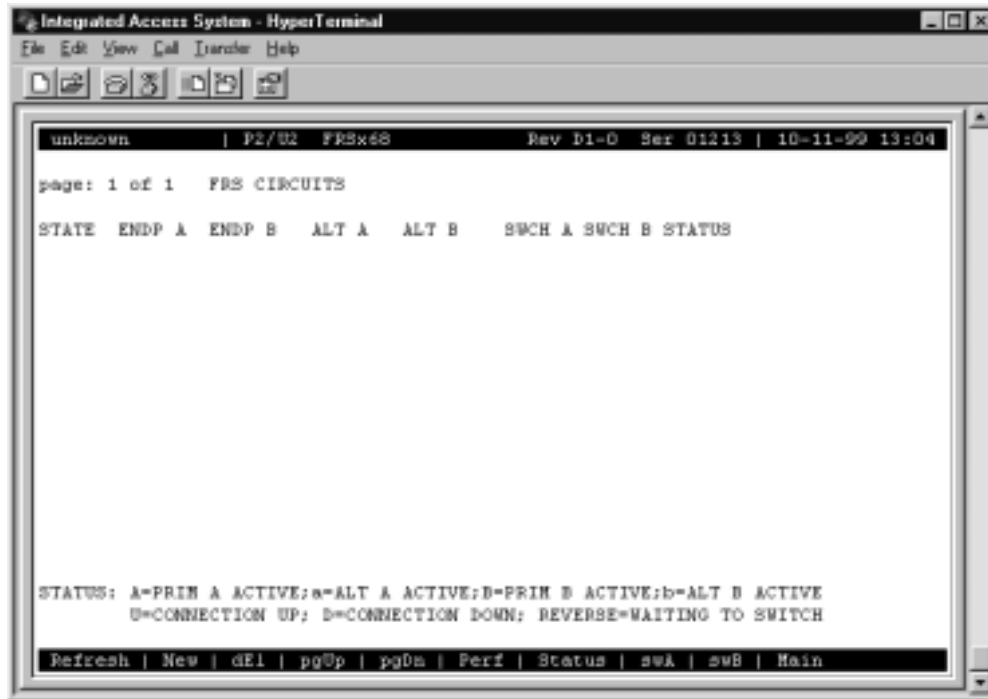 Integrated Access System - HyperTerminal
File Edit View Call Transfer Help
unknown | P2/U2 FRSx68 Rev D1-0 Ser 01213 | 10-11-99 13:04
page: 1 of 1 FRS CIRCUITS
STATE ENDP A ENDP B ALT A ALT B SWCH A SWCH B STATUS
STATUS: A=PRIM A ACTIVE;a=ALT A ACTIVE;B=PRIM B ACTIVE;b=ALT B ACTIVE
U=CONNECTION UP; D=CONNECTION DOWN; REVERSE=WAITING TO SWITCH
Refresh | New | dEl | pgUp | pgDn | Perf | Status | swA | swB | Main